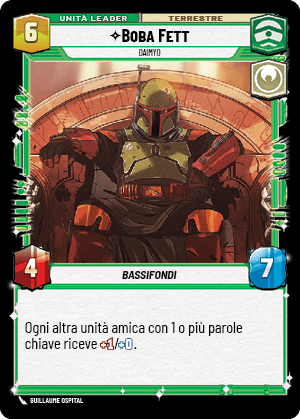 6
UNITÀ LEADER
TERRESTRE
✧BOBA FETT
DAIMYO
4
BASSIFONDI
7
Ogni altra unità amica con 1 o più parole
chiave riceve +1/+0.
GUILLAUME OSPITAL